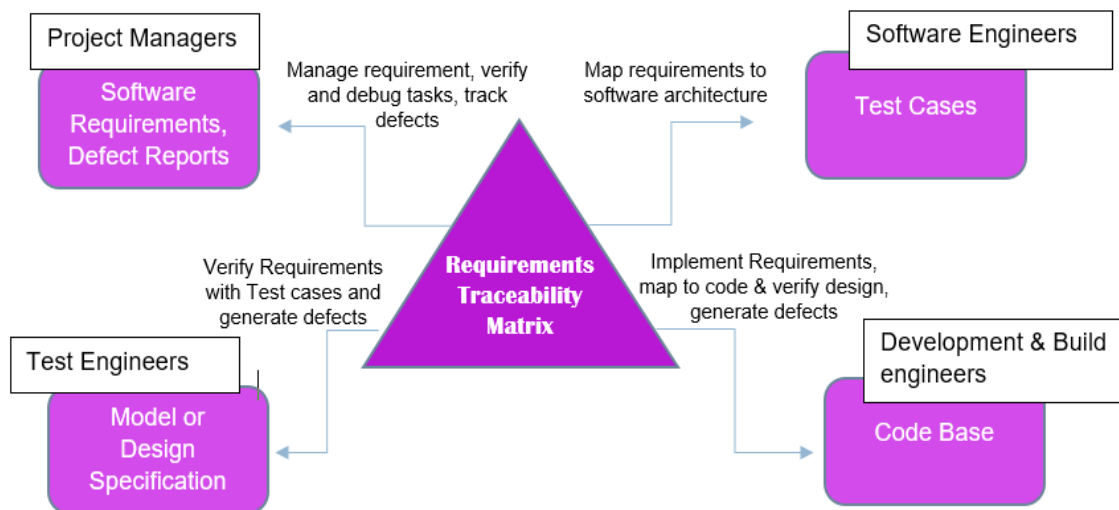 Project Managers
Software
Requirements,
Defect Reports
Manage requirement, verify
and debug tasks, track
defects
Map requirements to
software architecture
Software Engineers
Test Cases
Requirements
Traceability
Matrix
Verify Requirements
with Test cases and
generate defects
Implement Requirements,
map to code & verify design,
generate defects
Test Engineers
Model or
Design
Specification
Development & Build
engineers
Code Base